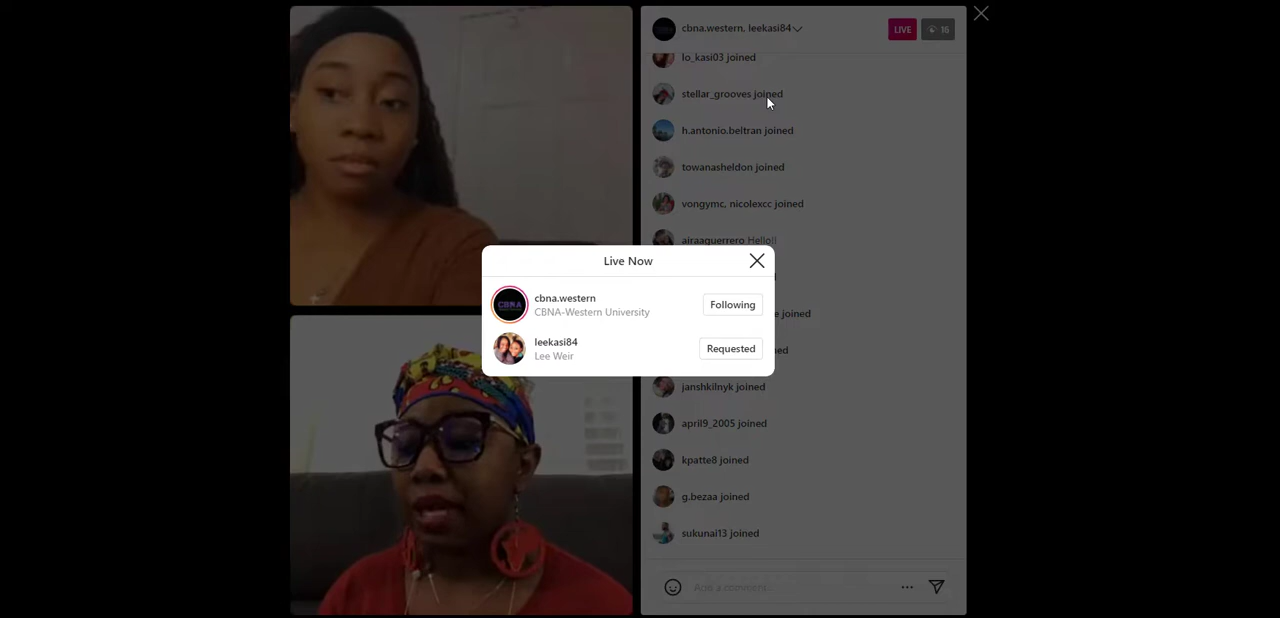 cbna.western, leekasi84
LIVE
16
lo_kasi03 joined
stellar_grooves joined
h.antonio.beltran joined
towanasheldon joined
vongymc, nicolexcc joined
airaaguerrero Hello!!
Live Now
CBNA
cbna.western
CBNA-Western University
Following
leekasi84
Lee Weir
Requested
joined
janshkilnyk joined
april9_2005 joined
kpatte8 joined
g.bezaa joined
sukunai13 joined
Add a comment...